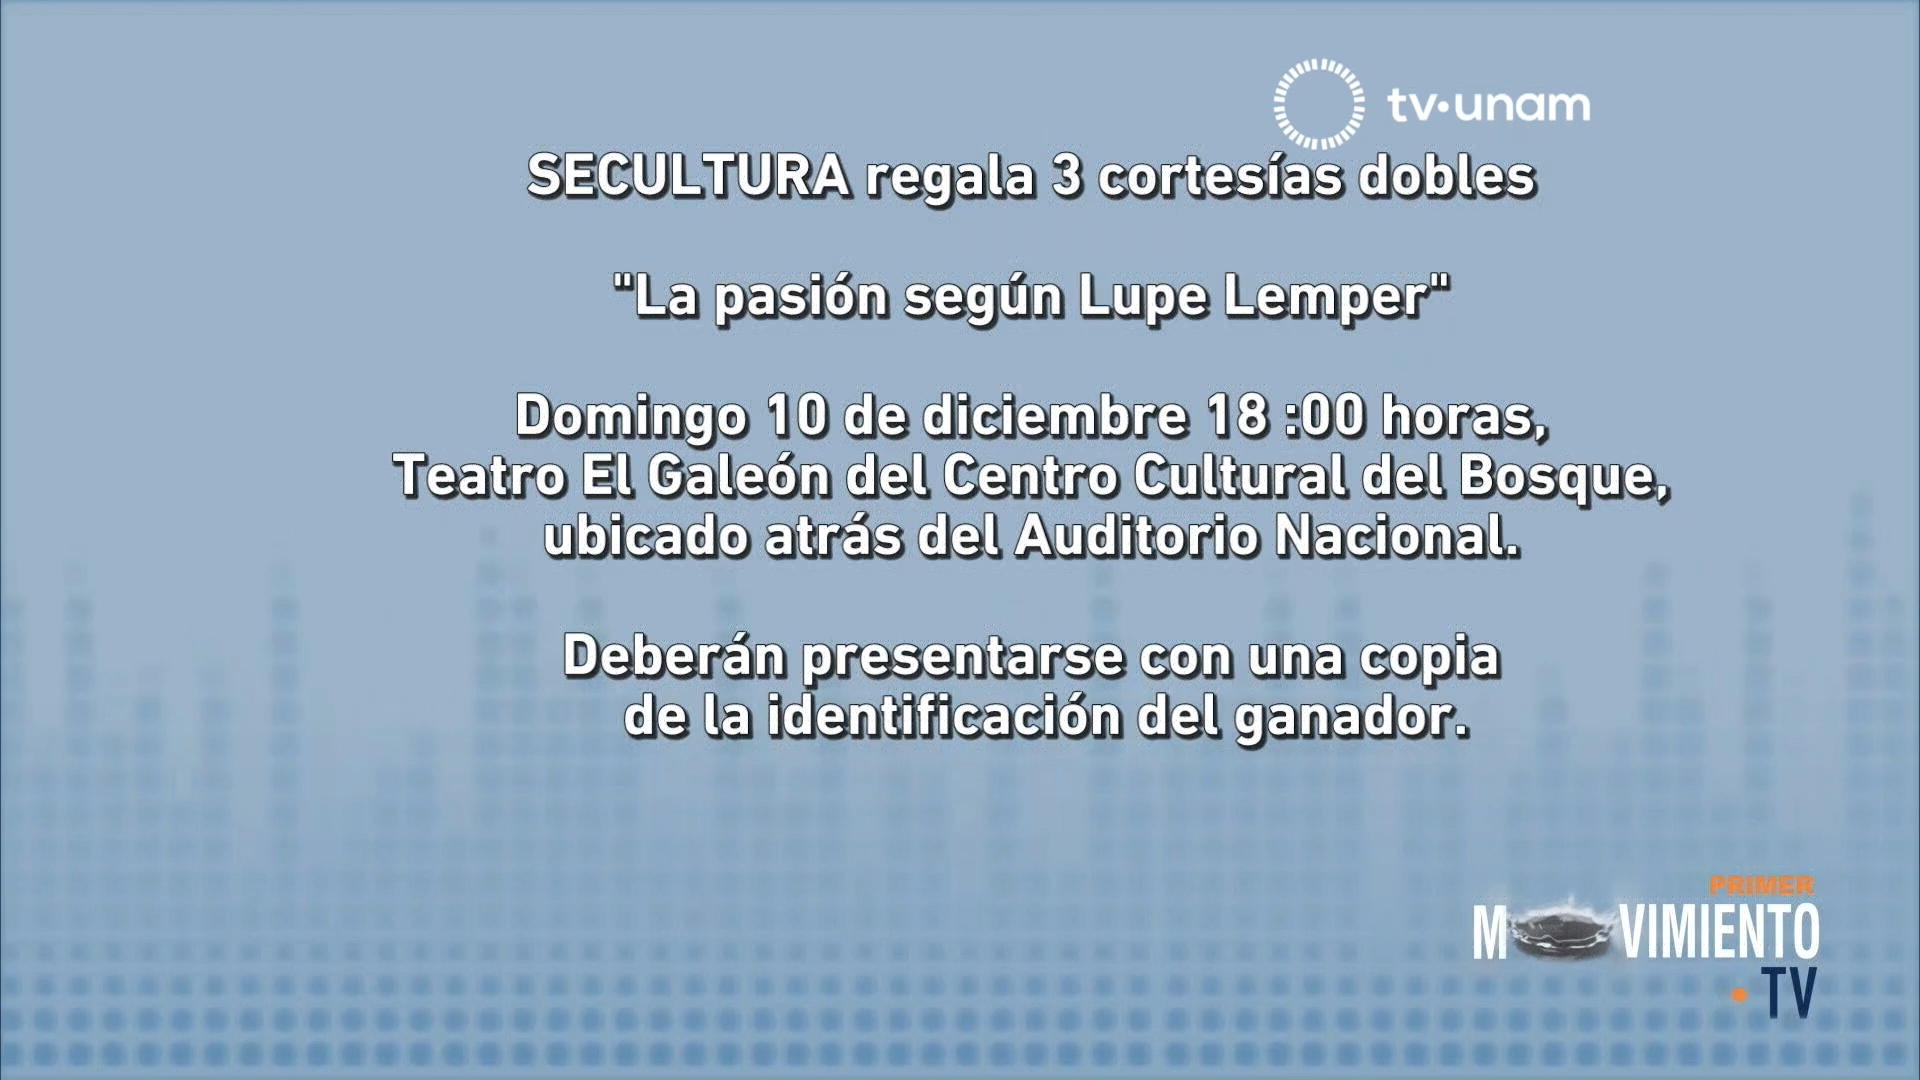 tv·unam
SECULTURA regala 3 cortesías dobles
"La pasión según Lupe Lemper"
Domingo 10 de diciembre 18 :00 horas,
Teatro El Galeón del Centro Cultural del Bosque,
ubicado atrás del Auditorio Nacional.
Deberán presentarse con una copia
de la identificación del ganador.
PRIMER
MOVIMIENTO
• TV